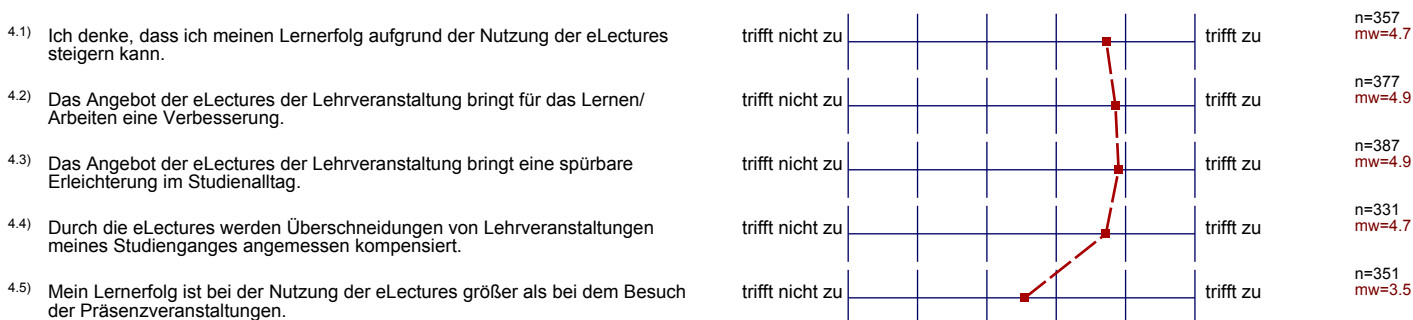 4.1) Ich denke, dass ich meinen Lernerfolg aufgrund der Nutzung der eLectures
steigern kann.
trifft nicht zu
trifft zu
n=357
mw=4.7
4.2) Das Angebot der eLectures der Lehrveranstaltung bringt für das Lernen/
Arbeiten eine Verbesserung.
trifft nicht zu
trifft zu
n=377
mw=4.9
4.3) Das Angebot der eLectures der Lehrveranstaltung bringt eine spürbare
Erleichterung im Studienalltag.
trifft nicht zu
trifft zu
n=387
mw=4.9
4.4) Durch die eLectures werden Überschneidungen von Lehrveranstaltungen
meines Studienganges angemessen kompensiert.
trifft nicht zu
trifft zu
n=331
mw=4.7
4.5) Mein Lernerfolg ist bei der Nutzung der eLectures größer als bei dem Besuch
der Präsenzveranstaltungen.
trifft nicht zu
trifft zu
n=351
mw=3.5